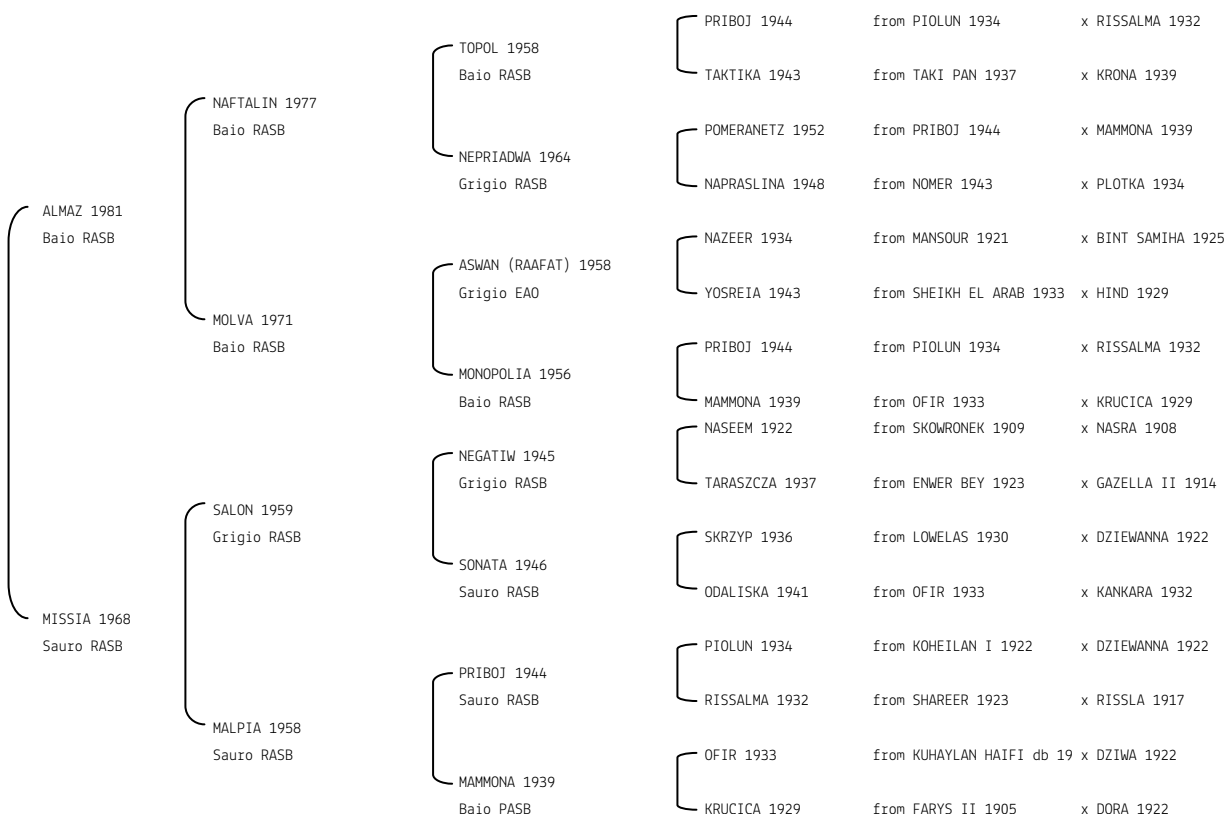 PRIBOJ 1944 from PIOLUN 1934 x RISSALMA 1932
TOPOL 1958
Baio RASB
TAKTIKA 1943 from TAKI PAN 1937 x KRONA 1939
NAFTALIN 1977
Baio RASB
POMERANETZ 1952 from PRIBOJ 1944 x MAMMONA 1939
NEPRIADWA 1964
Grigio RASB
NAPRASLINA 1948 from NOMER 1943 x PLOTKA 1934
ALMAZ 1981
Baio RASB
NAZEER 1934 from MANSOUR 1921 x BINT SAMIHA 1925
ASWAN (RAAFAT) 1958
Grigio EAO
YOSREIA 1943 from SHEIKH EL ARAB 1933 x HIND 1929
MOLVA 1971
Baio RASB
PRIBOJ 1944 from PIOLUN 1934 x RISSALMA 1932
MONOPOLIA 1956
Baio RASB
MAMMONA 1939 from OFIR 1933 x KRUCICA 1929
NASEEM 1922 from SKOWRONEK 1909 x NASRA 1908
NEGATIW 1945
Grigio RASB
TARASZCZA 1937 from ENWER BEY 1923 x GAZELLA II 1914
SALON 1959
Grigio RASB
SKRZYP 1936 from LOWELAS 1930 x DZIEWANNA 1922
SONATA 1946
Sauro RASB
ODALISKA 1941 from OFIR 1933 x KANKARA 1932
MISSIA 1968
Sauro RASB
PIOLUN 1934 from KOHEILAN I 1922 x DZIEWANNA 1922
PRIBOJ 1944
Sauro RASB
RISSALMA 1932 from SHAREER 1923 x RISSLA 1917
MALPIA 1958
Sauro RASB
OFIR 1933 from KUHAYLAN HAIFI db 19 x DZIWA 1922
MAMMONA 1939
Baio PASB
KRUCICA 1929 from FARYS II 1905 x DORA 1922